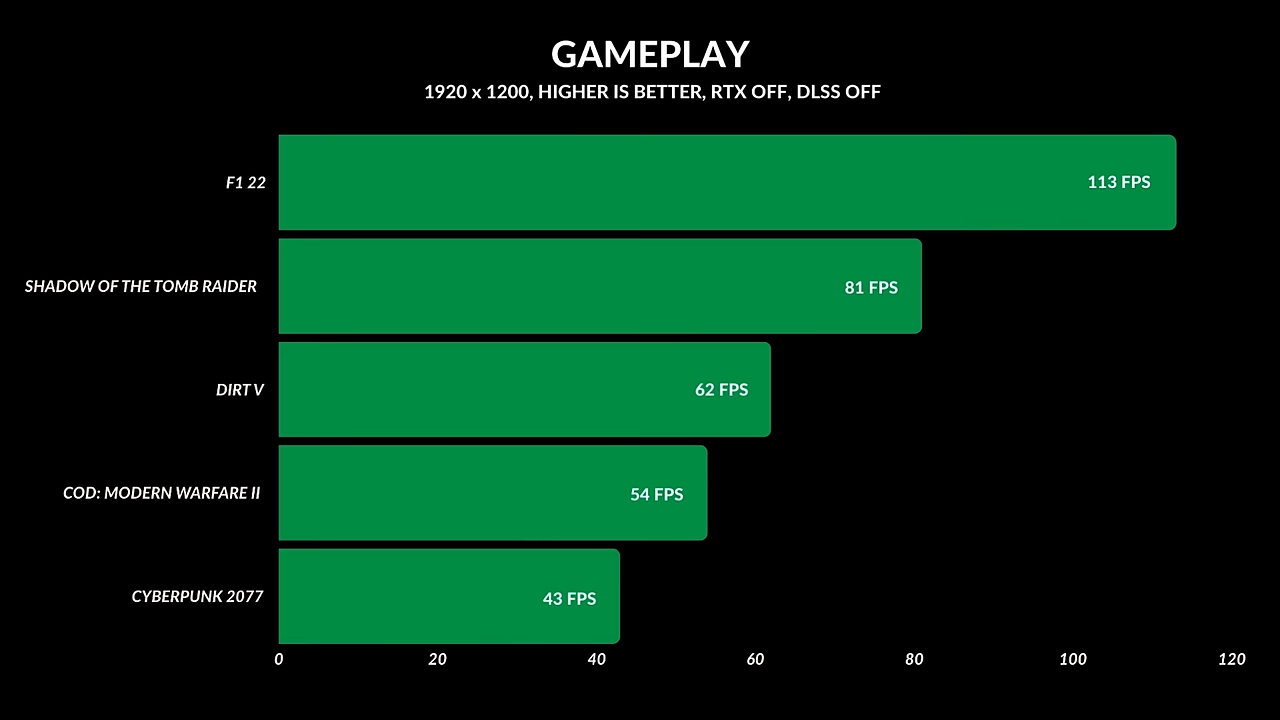 GAMEPLAY
1920 x 1200, HIGHER IS BETTER, RTX OFF, DLSS OFF
F1 22
113 FPS
SHADOW OF THE TOMB RAIDER
81 FPS
DIRT V
62 FPS
COD: MODERN WARFARE II
54 FPS
CYBERPUNK 2077
43 FPS
0 20 40 60 80 100 120